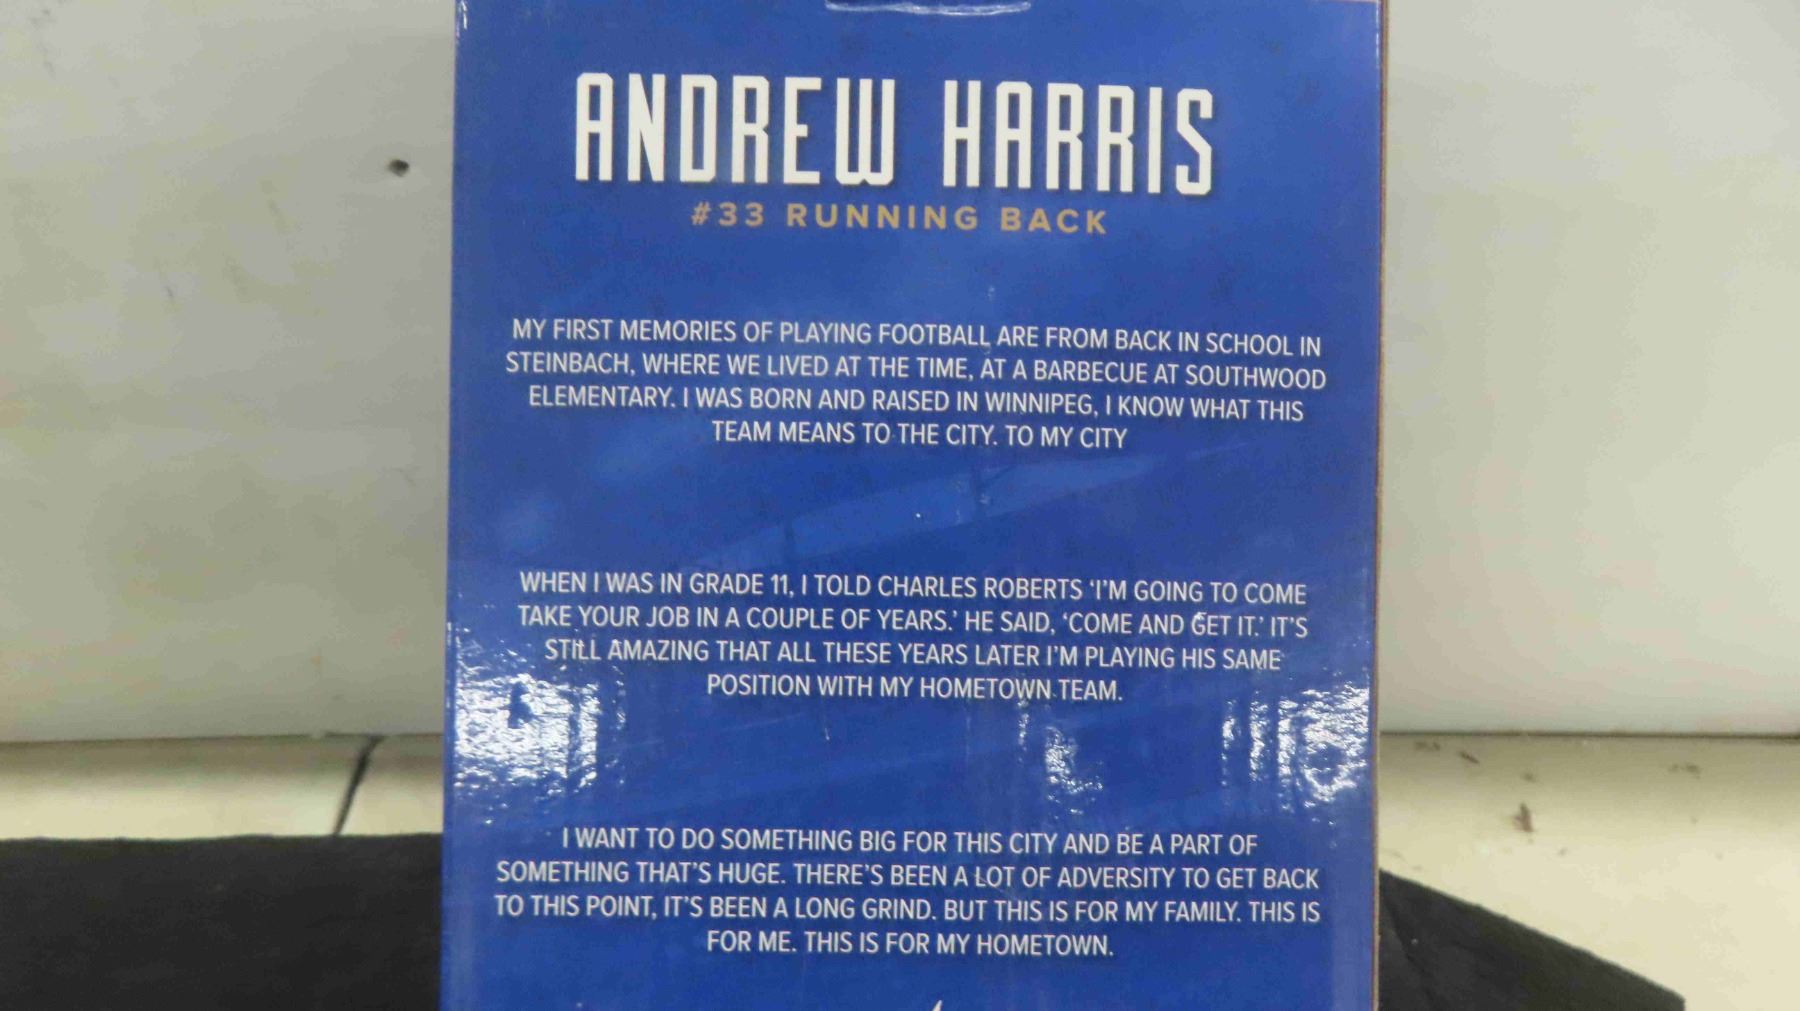 ANDREW HARRIS
#33 RUNNING BACK
MY FIRST MEMORIES OF PLAYING FOOTBALL ARE FROM BACK IN SCHOOL IN
STEINBACH, WHERE WE LIVED AT THE TIME, AT A BARBECUE AT SOUTHWOOD
ELEMENTARY. I WAS BORN AND RAISED IN WINNIPEG, I KNOW WHAT THIS
TEAM MEANS TO THE CITY. TO MY CITY
WHEN I WAS IN GRADE 11, I TOLD CHARLES ROBERTS ‘I’M GOING TO COME
TAKE YOUR JOB IN A COUPLE OF YEARS.’ HE SAID, ‘COME AND GET IT.’ IT’S
STILL AMAZING THAT ALL THESE YEARS LATER I’M PLAYING HIS SAME
POSITION WITH MY HOMETOWN TEAM.
I WANT TO DO SOMETHING BIG FOR THIS CITY AND BE A PART OF
SOMETHING THAT’S HUGE. THERE’S BEEN A LOT OF ADVERSITY TO GET BACK
TO THIS POINT, IT’S BEEN A LONG GRIND. BUT THIS IS FOR MY FAMILY. THIS IS
FOR ME. THIS IS FOR MY HOMETOWN.